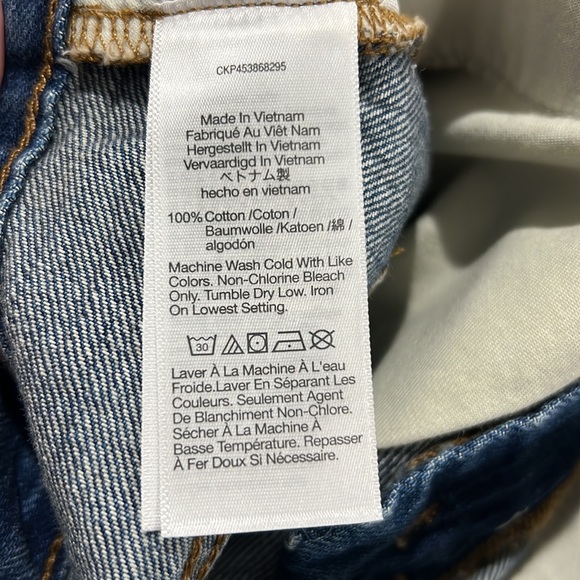 CKP453868295
Made In Vietnam
Fabriqué Au Viêt Nam
Hergestellt In Vietnam
Vervaardigd In Vietnam
ベトナム製
hecho en vietnam
100% Cotton /Coton /
Baumwolle /Katoen /綿 /
algodón
Machine Wash Cold With Like
Colors. Non-Chlorine Bleach
Only. Tumble Dry Low. Iron
On Lowest Setting.
30
Laver À La Machine À L'eau
Froide.Laver En Séparant Les
Couleurs. Seulement Agent
De Blanchiment Non-Chlore.
Sécher À La Machine À
Basse Température. Repasser
À Fer Doux Si Nécessaire.